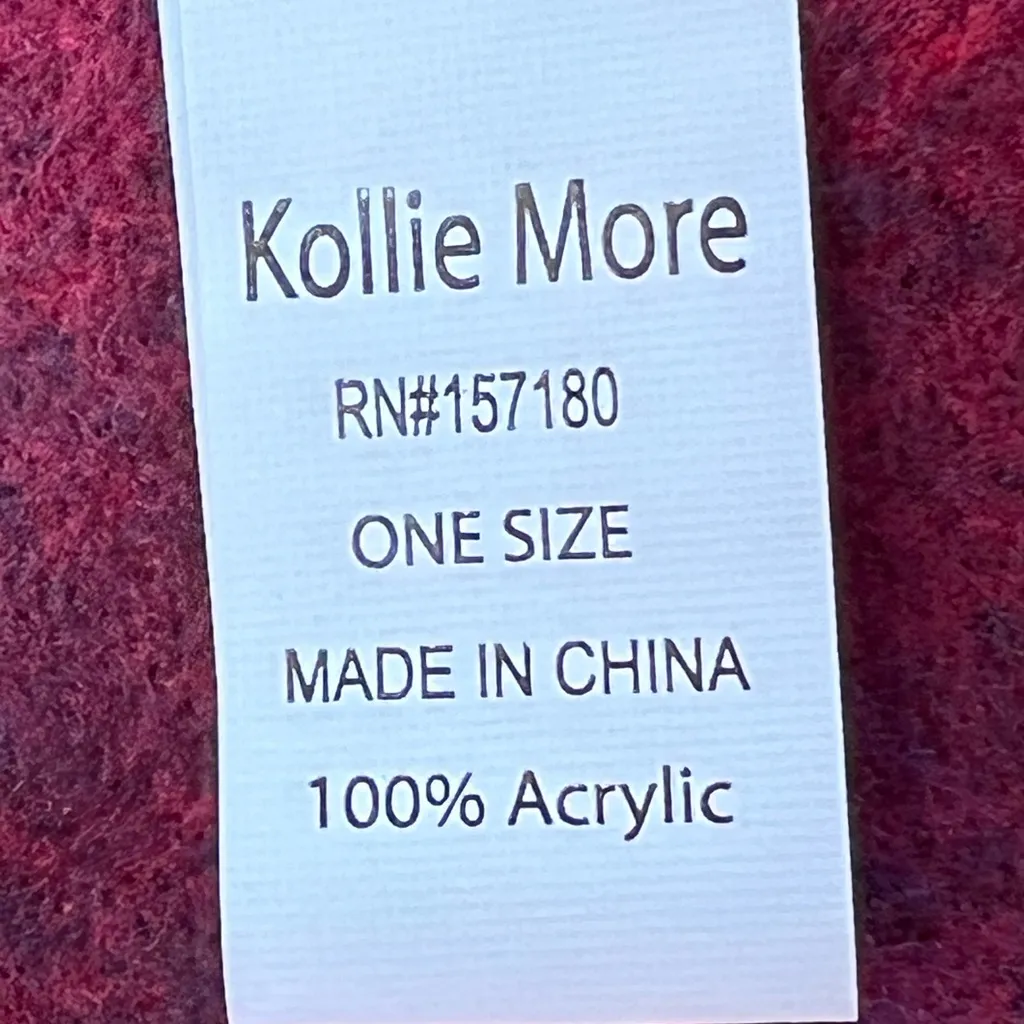 Kollie More
RN#157180
ONE SIZE
MADE IN CHINA
100% Acrylic